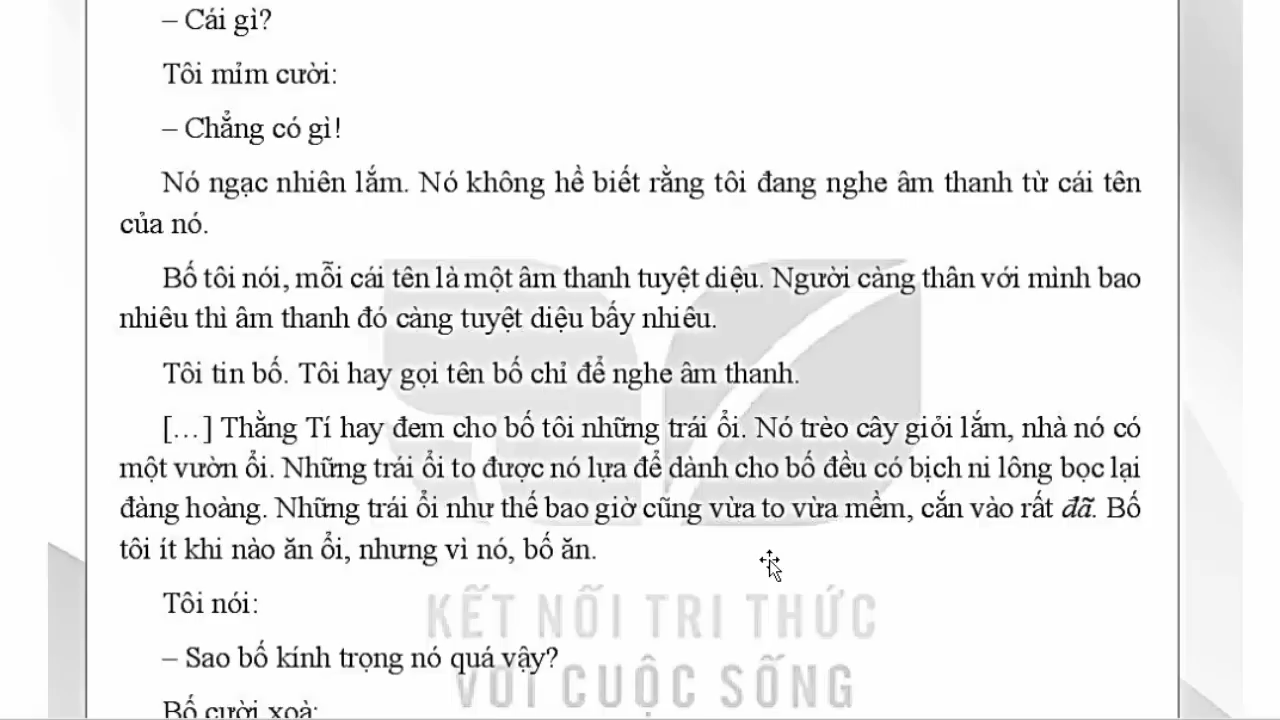 – Cái gì?
Tôi mỉm cười:
– Chẳng có gì!
Nó ngạc nhiên lắm. Nó không hề biết rằng tôi đang nghe âm thanh từ cái tên
của nó.
Bố tôi nói, mỗi cái tên là một âm thanh tuyệt diệu. Người càng thân với mình bao
nhiêu thì âm thanh đó càng tuyệt diệu bấy nhiêu.
Tôi tin bố. Tôi hay gọi tên bố chỉ để nghe âm thanh.
[…] Thằng Tí hay đem cho bố tôi những trái ổi. Nó trèo cây giỏi lắm, nhà nó có
một vườn ổi. Những trái ổi to được nó lựa để dành cho bố đều có bịch ni lông bọc lại
đàng hoàng. Những trái ổi như thế bao giờ cũng vừa to vừa mềm, cắn vào rất đã. Bố
tôi ít khi nào ăn ổi, nhưng vì nó, bố ăn.
Tôi nói:
KẾT NỐI TRI THỨC
– Sao bố kính trọng nó quá vậy?
VỚI CUỘC SỐNG
Bố cười xoà: